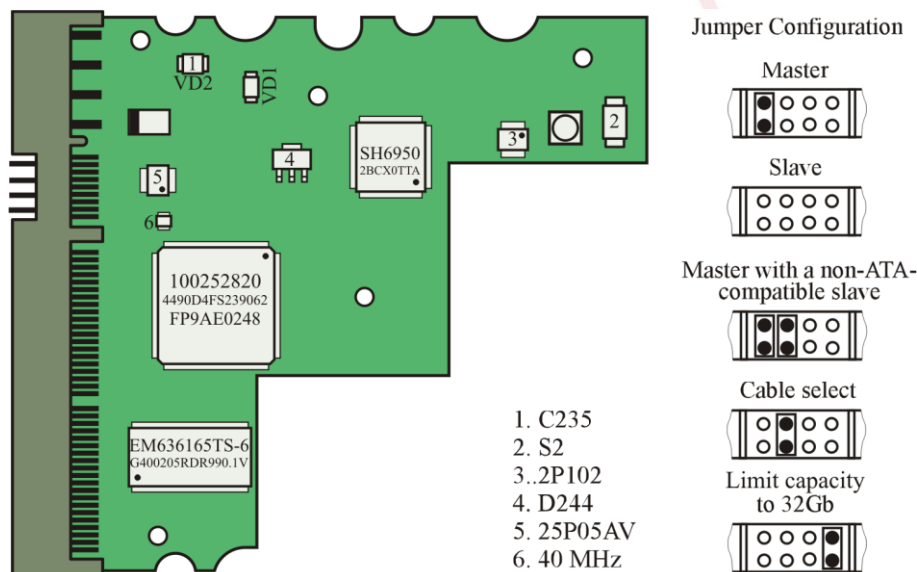 1
VD2
VD1
2
3
4
SH6950
2BCX0TTA
5
6
100252820
4490D4FS239062
FP9AE0248
EM636165TS-6
G400205RDR990.1V
1. C235
2. S2
3..2P102
4. D244
5. 25P05AV
6. 40 MHz
Jumper Configuration
Master
Slave
Master with a non-ATA-
compatible slave
Cable select
Limit capacity
to 32Gb